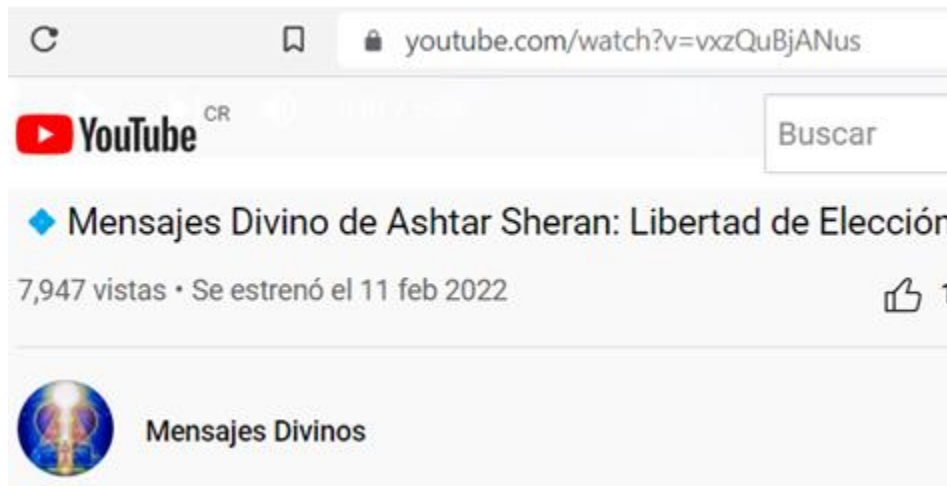 youtube.com/watch?v=vxzQuBjANus
YouTube CR
Buscar
Mensajes Divino de Ashtar Sheran: Libertad de Elección
7,947 vistas • Se estrenó el 11 feb 2022
Mensajes Divinos